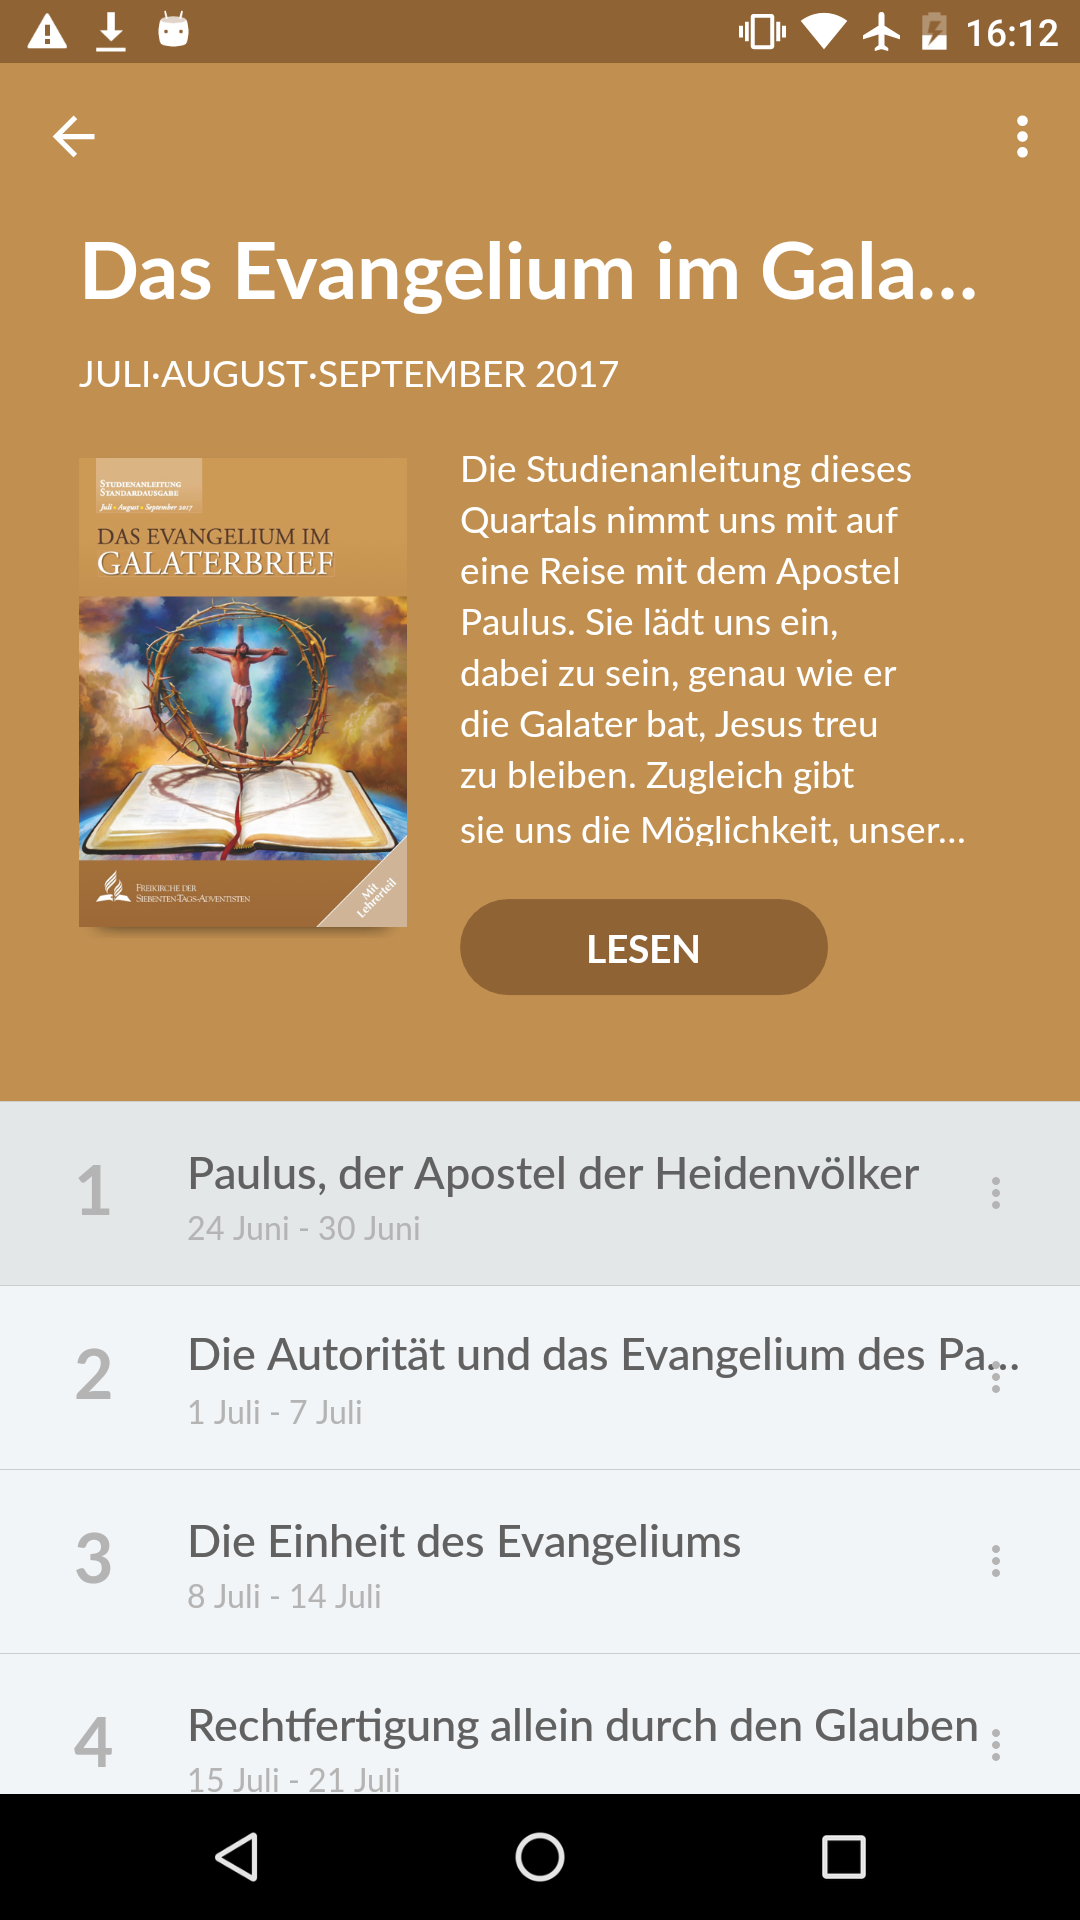 16:12
Das Evangelium im Gala...
JULI·AUGUST·SEPTEMBER 2017
STUDIENANLEITUNG
STANDARDAUSGABE
Juli • August • September 2017
DAS EVANGELIUM IM
GALATERBRIEF
FREIKIRCHE DER
SIEBENTEN-TAGS-ADVENTISTEN
Mit
Lehrerteil
Die Studienanleitung dieses
Quartals nimmt uns mit auf
eine Reise mit dem Apostel
Paulus. Sie lädt uns ein,
dabei zu sein, genau wie er
die Galater bat, Jesus treu
zu bleiben. Zugleich gibt
sie uns die Möglichkeit, unser...
LESEN
1
Paulus, der Apostel der Heidenvölker
24 Juni - 30 Juni
2
Die Autorität und das Evangelium des Pa...
1 Juli - 7 Juli
3
Die Einheit des Evangeliums
8 Juli - 14 Juli
4
Rechtfertigung allein durch den Glauben
15 Juli - 21 Juli